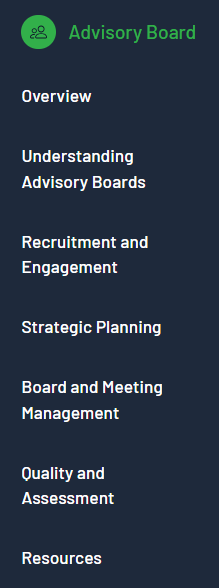 Advisory Board
Overview
Understanding
Advisory Boards
Recruitment and
Engagement
Strategic Planning
Board and Meeting
Management
Quality and
Assessment
Resources